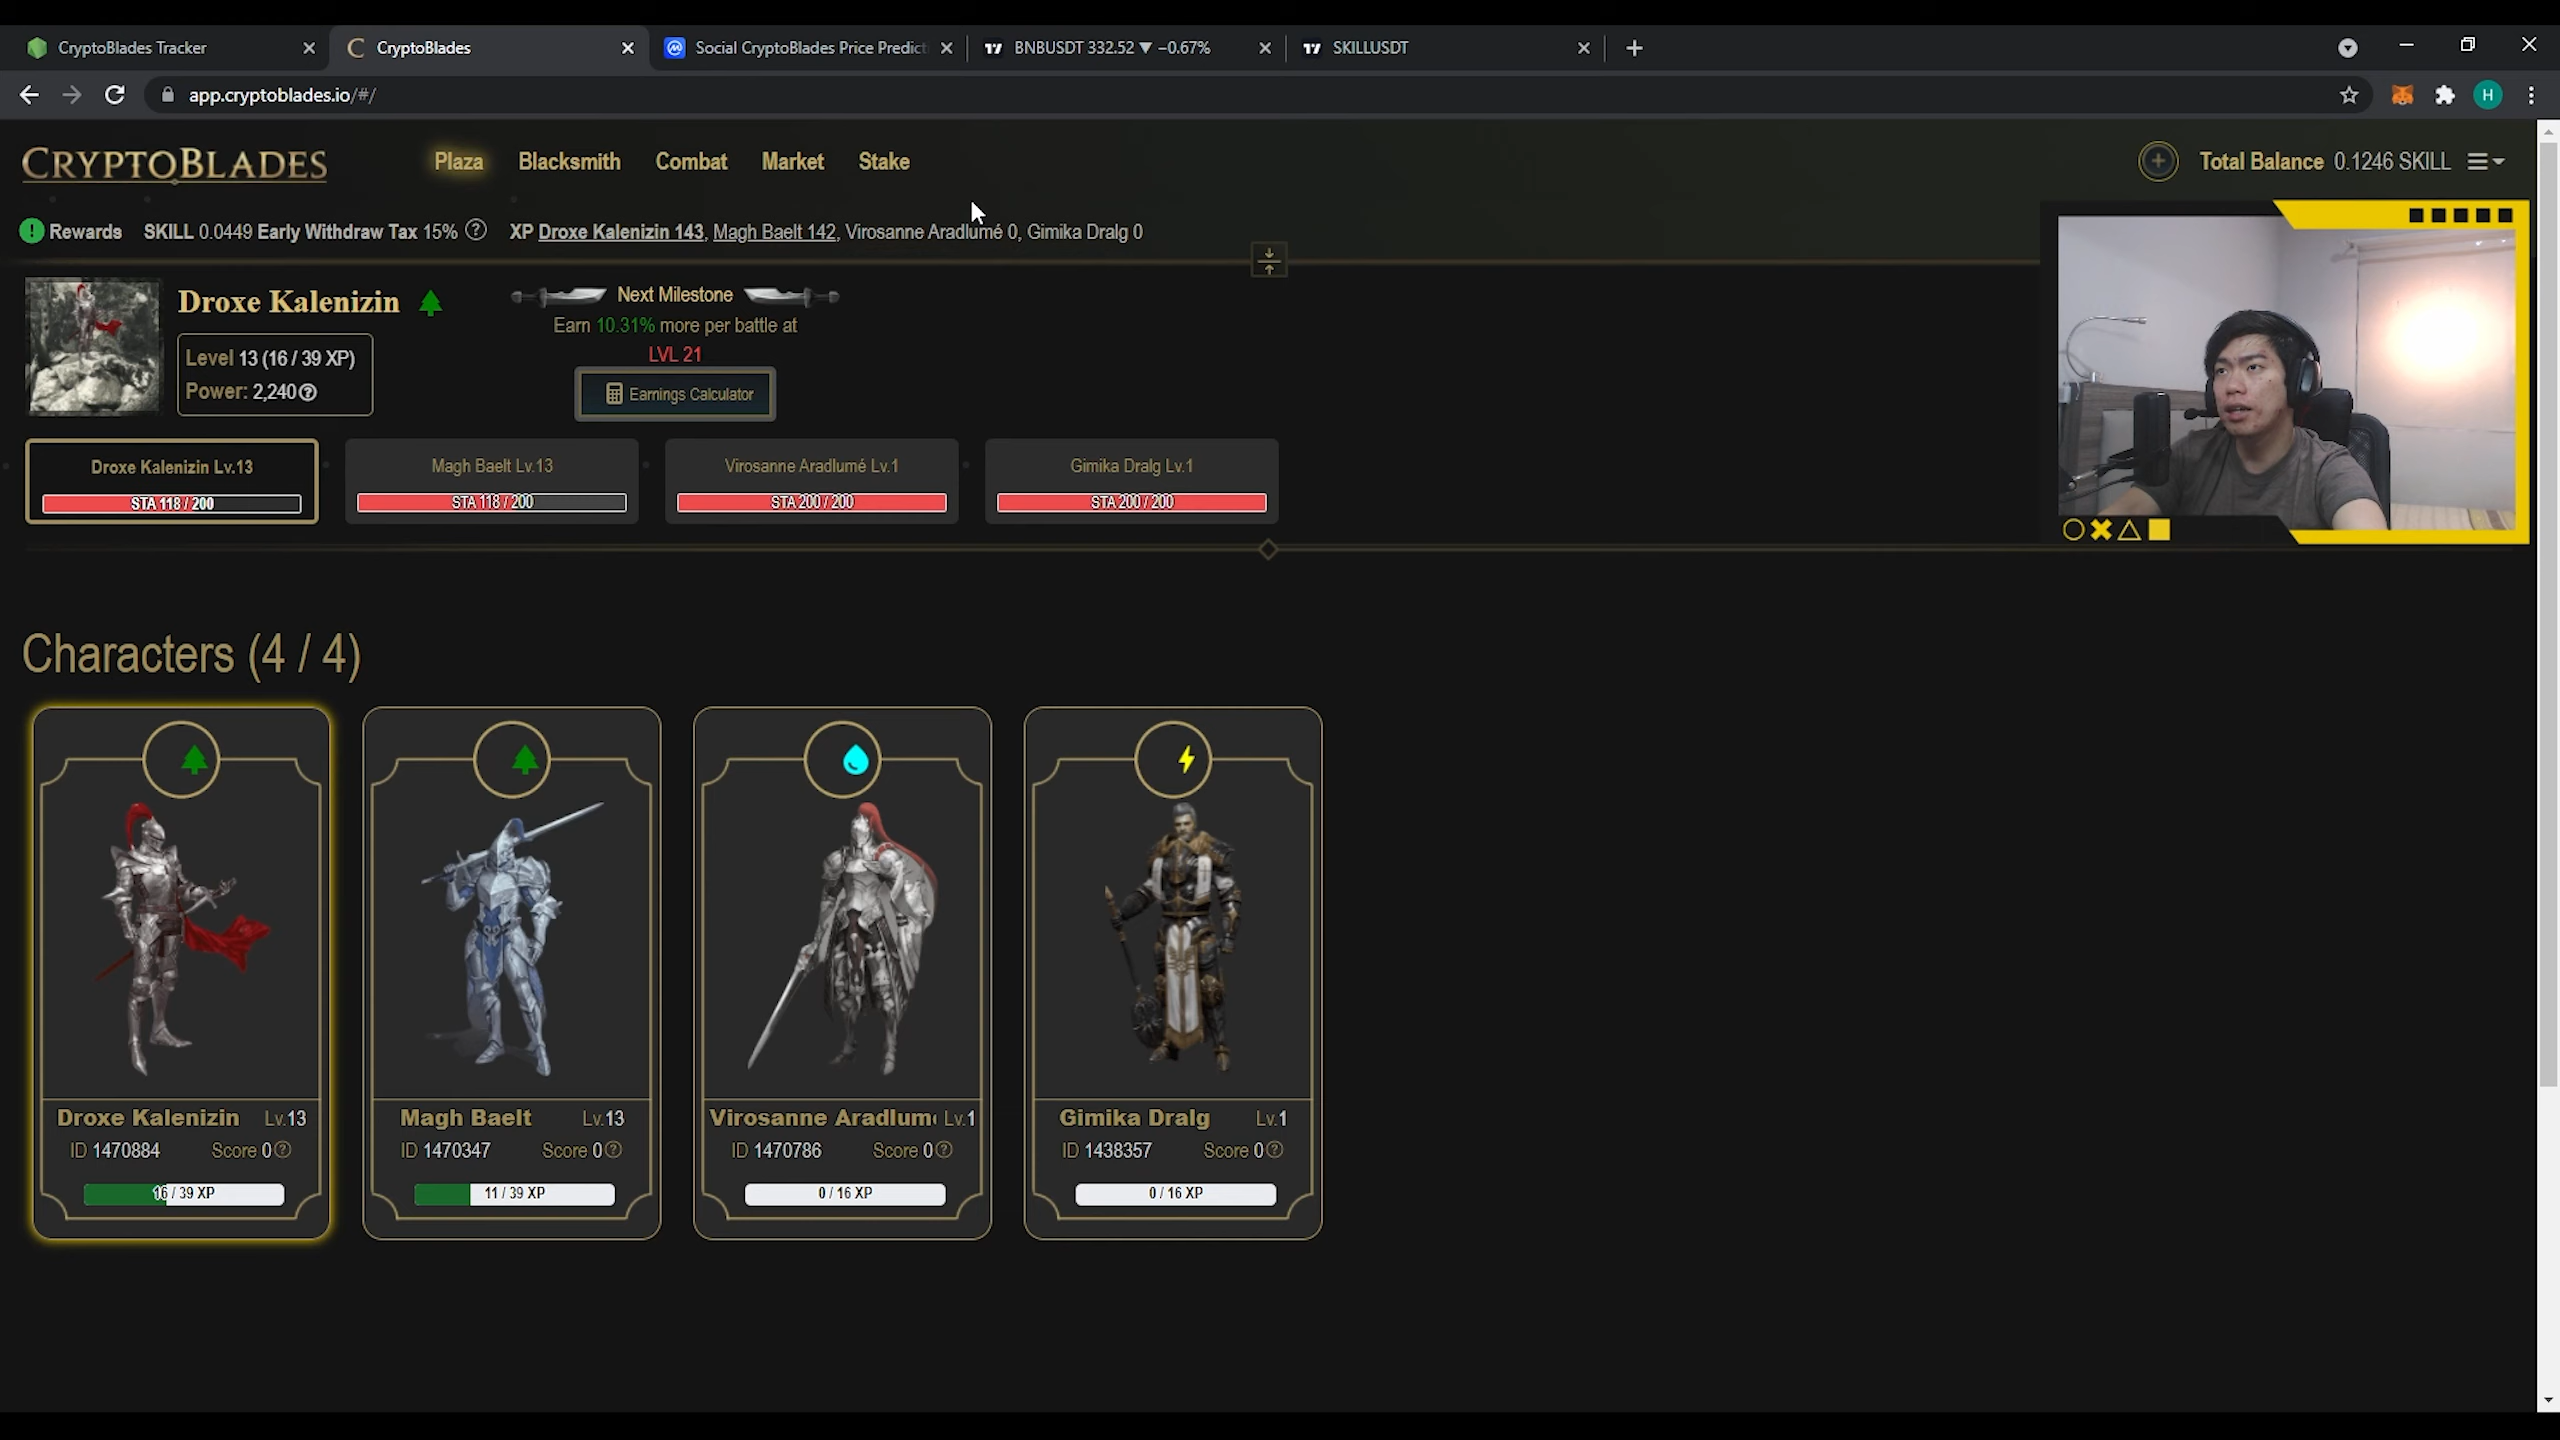 CryptoBlades Tracker
CryptoBlades
Social CryptoBlades Price Predict
BNBUSDT 332.52 ▼ −0.67%
SKILLUSDT
app.cryptoblades.io/#/
H
CRYPTOBLADES
Plaza
Blacksmith
Combat
Market
Stake
Total Balance 0.1246 SKILL
Rewards SKILL 0.0449 Early Withdraw Tax 15% XP Droxe Kalenizin 143, Magh Baelt 142, Virosanne Aradlumé 0, Gimika Dralg 0
Droxe Kalenizin
Level 13 (16 / 39 XP)
Power: 2,240
Next Milestone
Earn 10.31% more per battle at
LVL 21
Earnings Calculator
Droxe Kalenizin Lv.13
STA 118 / 200
Magh Baelt Lv.13
STA 118 / 200
Virosanne Aradlumé Lv.1
STA 200 / 200
Gimika Dralg Lv.1
STA 200 / 200
Characters (4 / 4)
Droxe Kalenizin Lv.13
ID 1470884 Score 0
16 / 39 XP
Magh Baelt Lv.13
ID 1470347 Score 0
11 / 39 XP
Virosanne Aradlum Lv.1
ID 1470786 Score 0
0 / 16 XP
Gimika Dralg Lv.1
ID 1438357 Score 0
0 / 16 XP